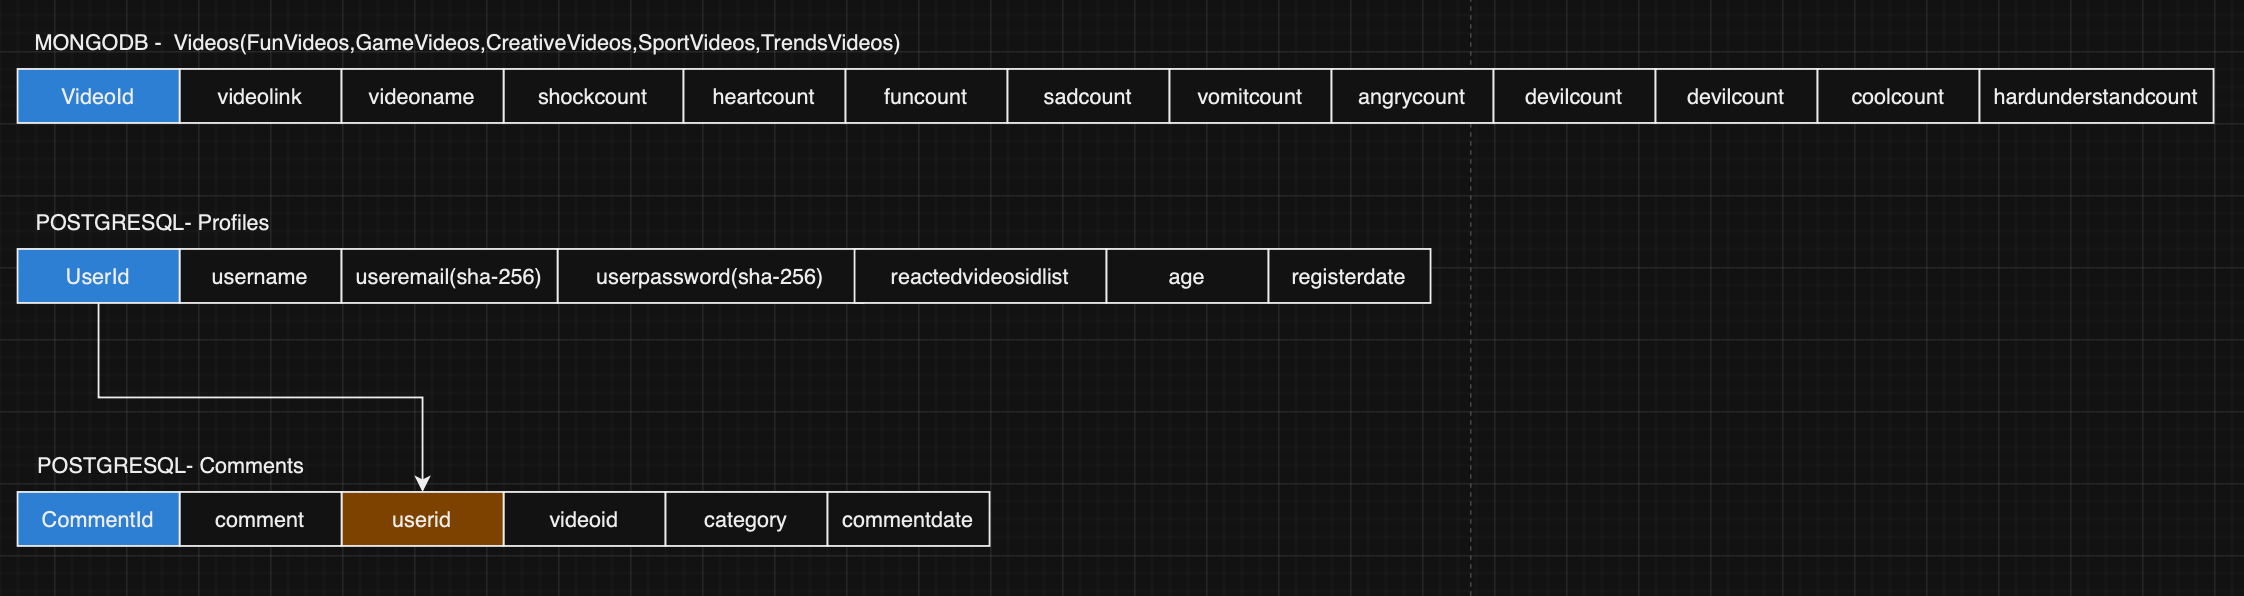 MONGODB -  Videos(FunVideos,GameVideos,CreativeVideos,SportVideos,TrendsVideos)
VideoId videolink videoname shockcount heartcount funcount sadcount vomitcount angrycount devilcount devilcount coolcount hardunderstandcount
POSTGRESQL- Profiles
UserId username useremail(sha-256) userpassword(sha-256) reactedvideosidlist age registerdate
POSTGRESQL- Comments
CommentId comment userid videoid category commentdate